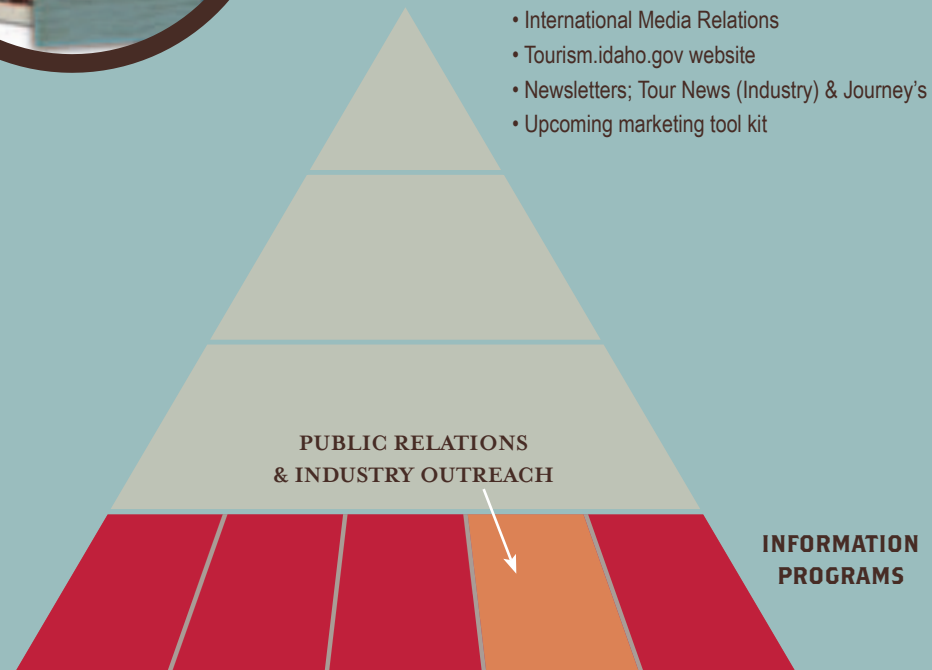 • International Media Relations
• Tourism.idaho.gov website
• Newsletters; Tour News (Industry) & Journey's
• Upcoming marketing tool kit
PUBLIC RELATIONS
& INDUSTRY OUTREACH
INFORMATION
PROGRAMS